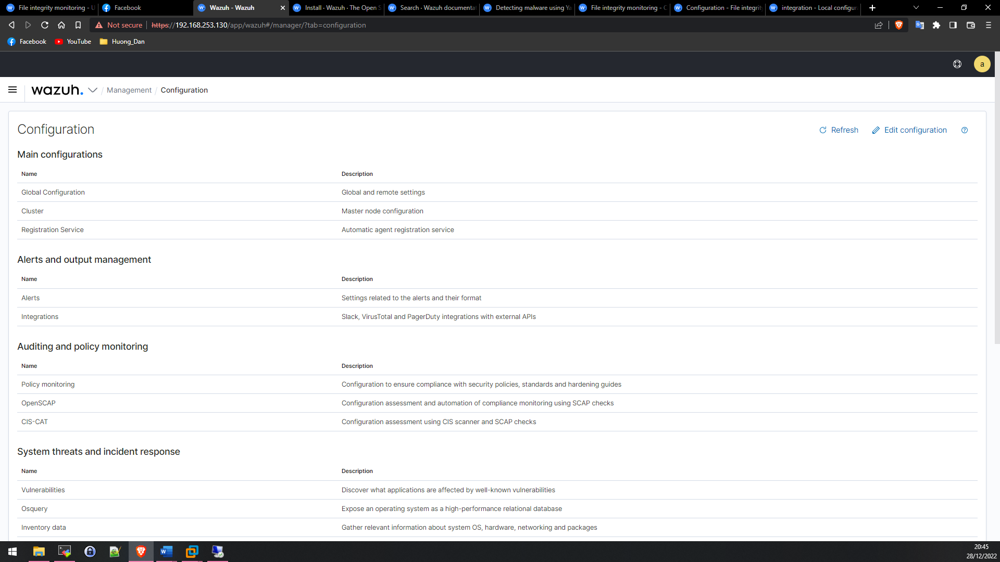 File integrity monitoring - U
Facebook
Wazuh - Wazuh
Install · Wazuh · The Open S
Search · Wazuh documentat
Detecting malware using Ya
File integrity monitoring - C
Configuration - File integrity
integration - Local configur
Not secure
https://192.168.253.130/app/wazuh#/manager/?tab=configuration
Facebook
YouTube
Huong_Dan
a
wazuh.
/ Management / Configuration
Configuration
Refresh
Edit configuration
Main configurations
Name Description
Global Configuration Global and remote settings
Cluster Master node configuration
Registration Service Automatic agent registration service
Alerts and output management
Name Description
Alerts Settings related to the alerts and their format
Integrations Slack, VirusTotal and PagerDuty integrations with external APIs
Auditing and policy monitoring
Name Description
Policy monitoring Configuration to ensure compliance with security policies, standards and hardening guides
OpenSCAP Configuration assessment and automation of compliance monitoring using SCAP checks
CIS-CAT Configuration assessment using CIS scanner and SCAP checks
System threats and incident response
Name Description
Vulnerabilities Discover what applications are affected by well-known vulnerabilities
Osquery Expose an operating system as a high-performance relational database
Inventory data Gather relevant information about system OS, hardware, networking and packages
20:45
28/12/2022